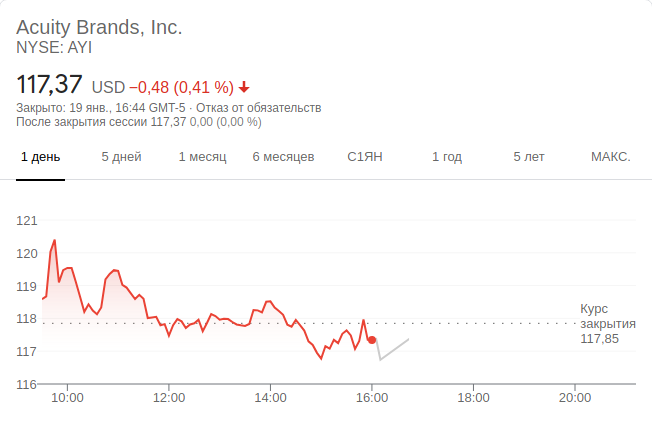 Acuity Brands, Inc.
NYSE: AYI
117,37 USD −0,48 (0,41 %)
Закрыто: 19 янв., 16:44 GMT-5 · Отказ от обязательств
После закрытия сессии 117,37 0,00 (0,00 %)
1 день 5 дней 1 месяц 6 месяцев С1ЯН 1 год 5 лет МАКС.
121
120
119
118
117
116
Курс
закрытия
117,85
10:00 12:00 14:00 16:00 18:00 20:00